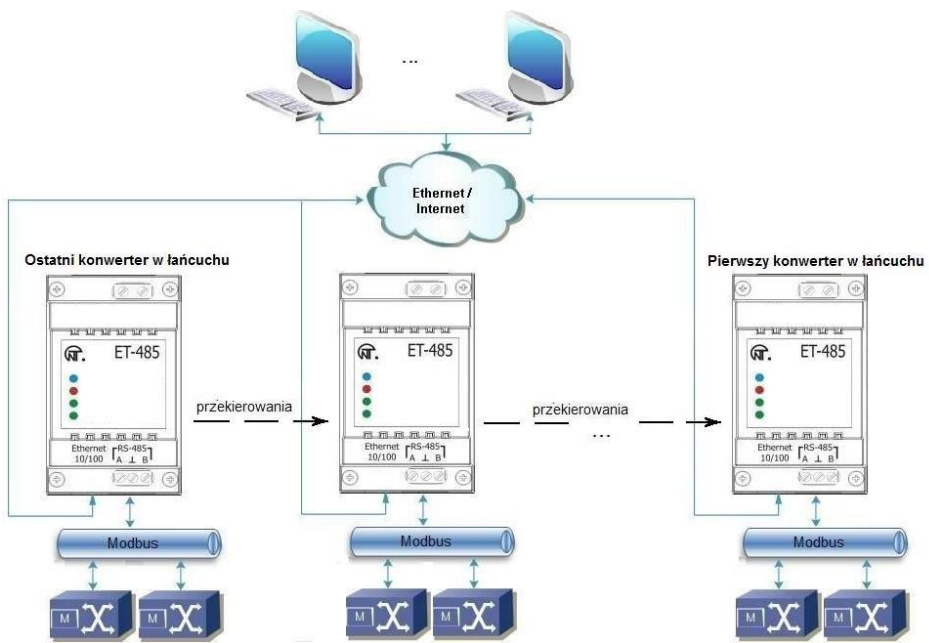 ...
Ethernet /
Internet
Ostatni konwerter w łańcuchu
Pierwszy konwerter w łańcuchu
ET-485
ET-485
ET-485
przekierowania
przekierowania
...
Ethernet
10/100
RS-485
A ⊥ B
Ethernet
10/100
RS-485
A ⊥ B
Ethernet
10/100
RS-485
A ⊥ B
Modbus
Modbus
Modbus
M
M
M
M
M
M